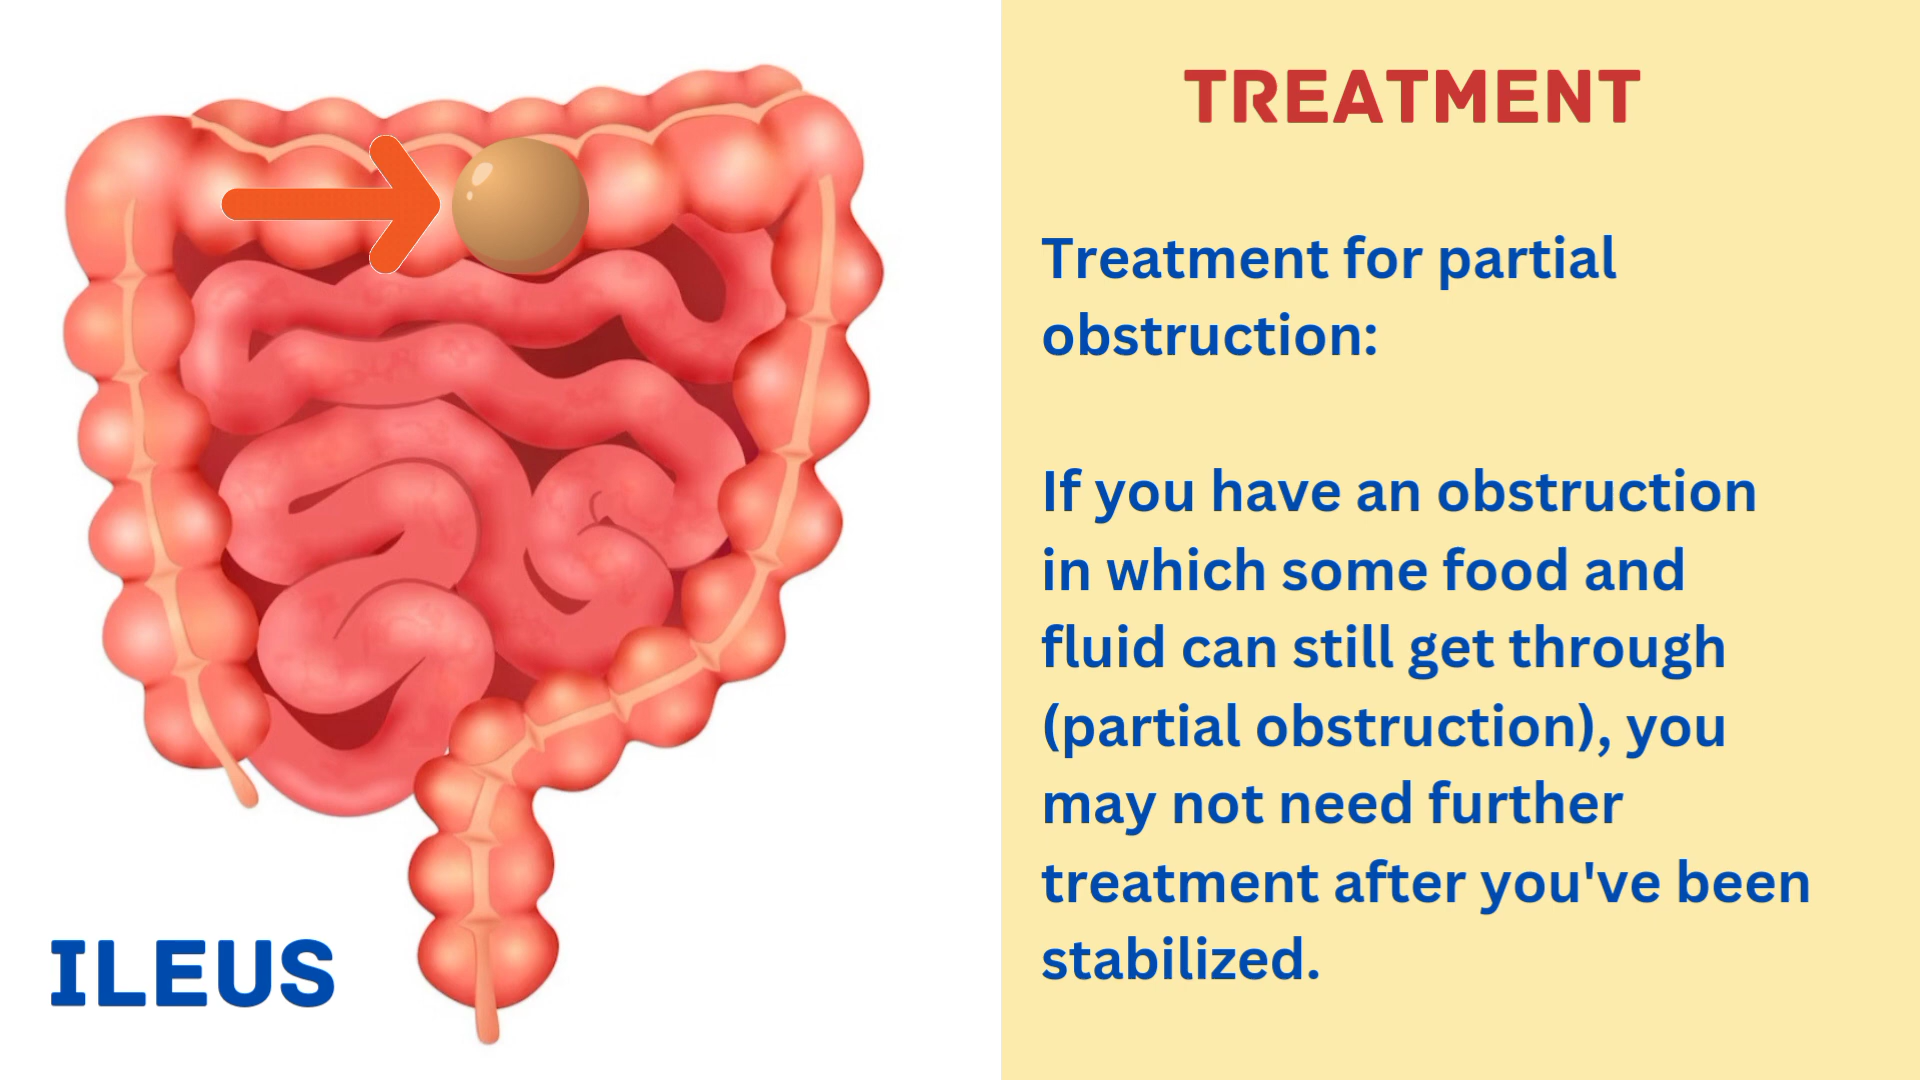 TREATMENT
Treatment for partial
obstruction:
If you have an obstruction
in which some food and
fluid can still get through
(partial obstruction), you
may not need further
treatment after you've been
stabilized.
ILEUS